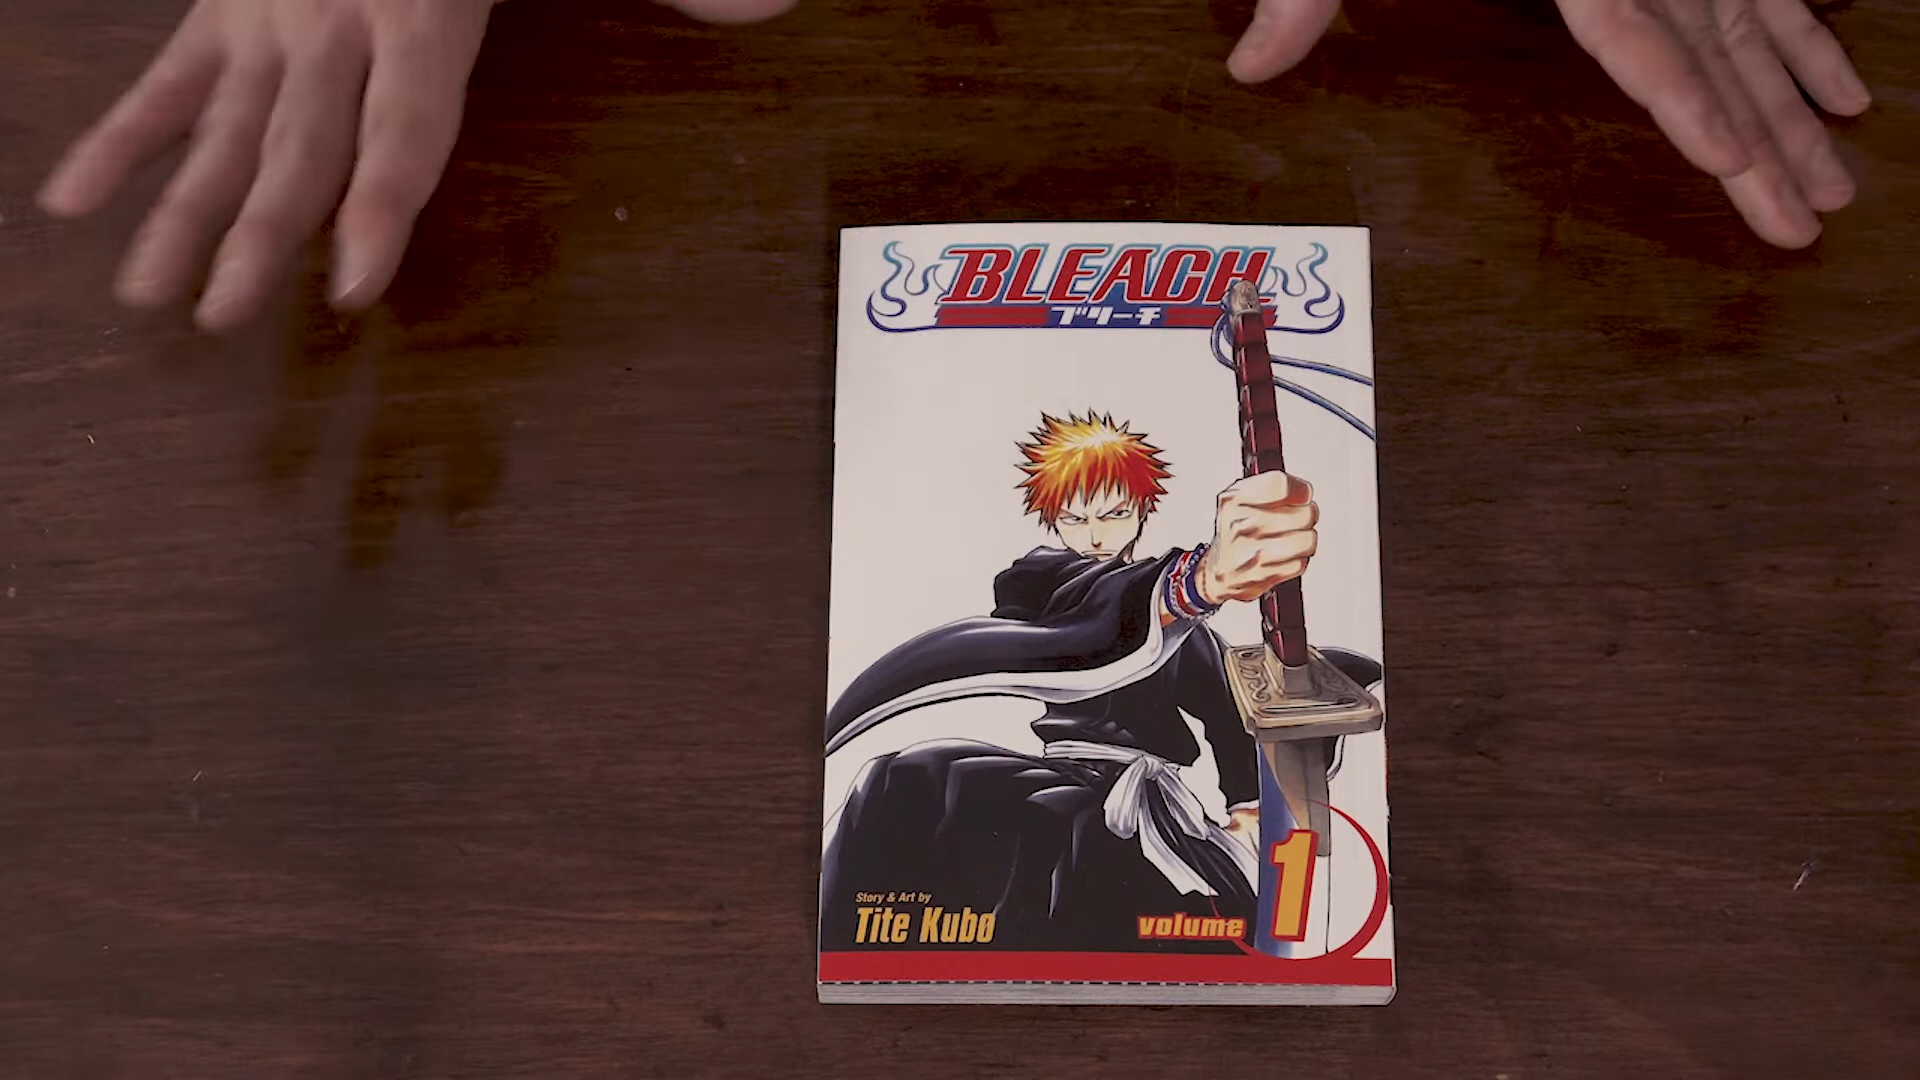 BLEACH
ブリーチ
Story & Art by
Tite Kubo
volume
1